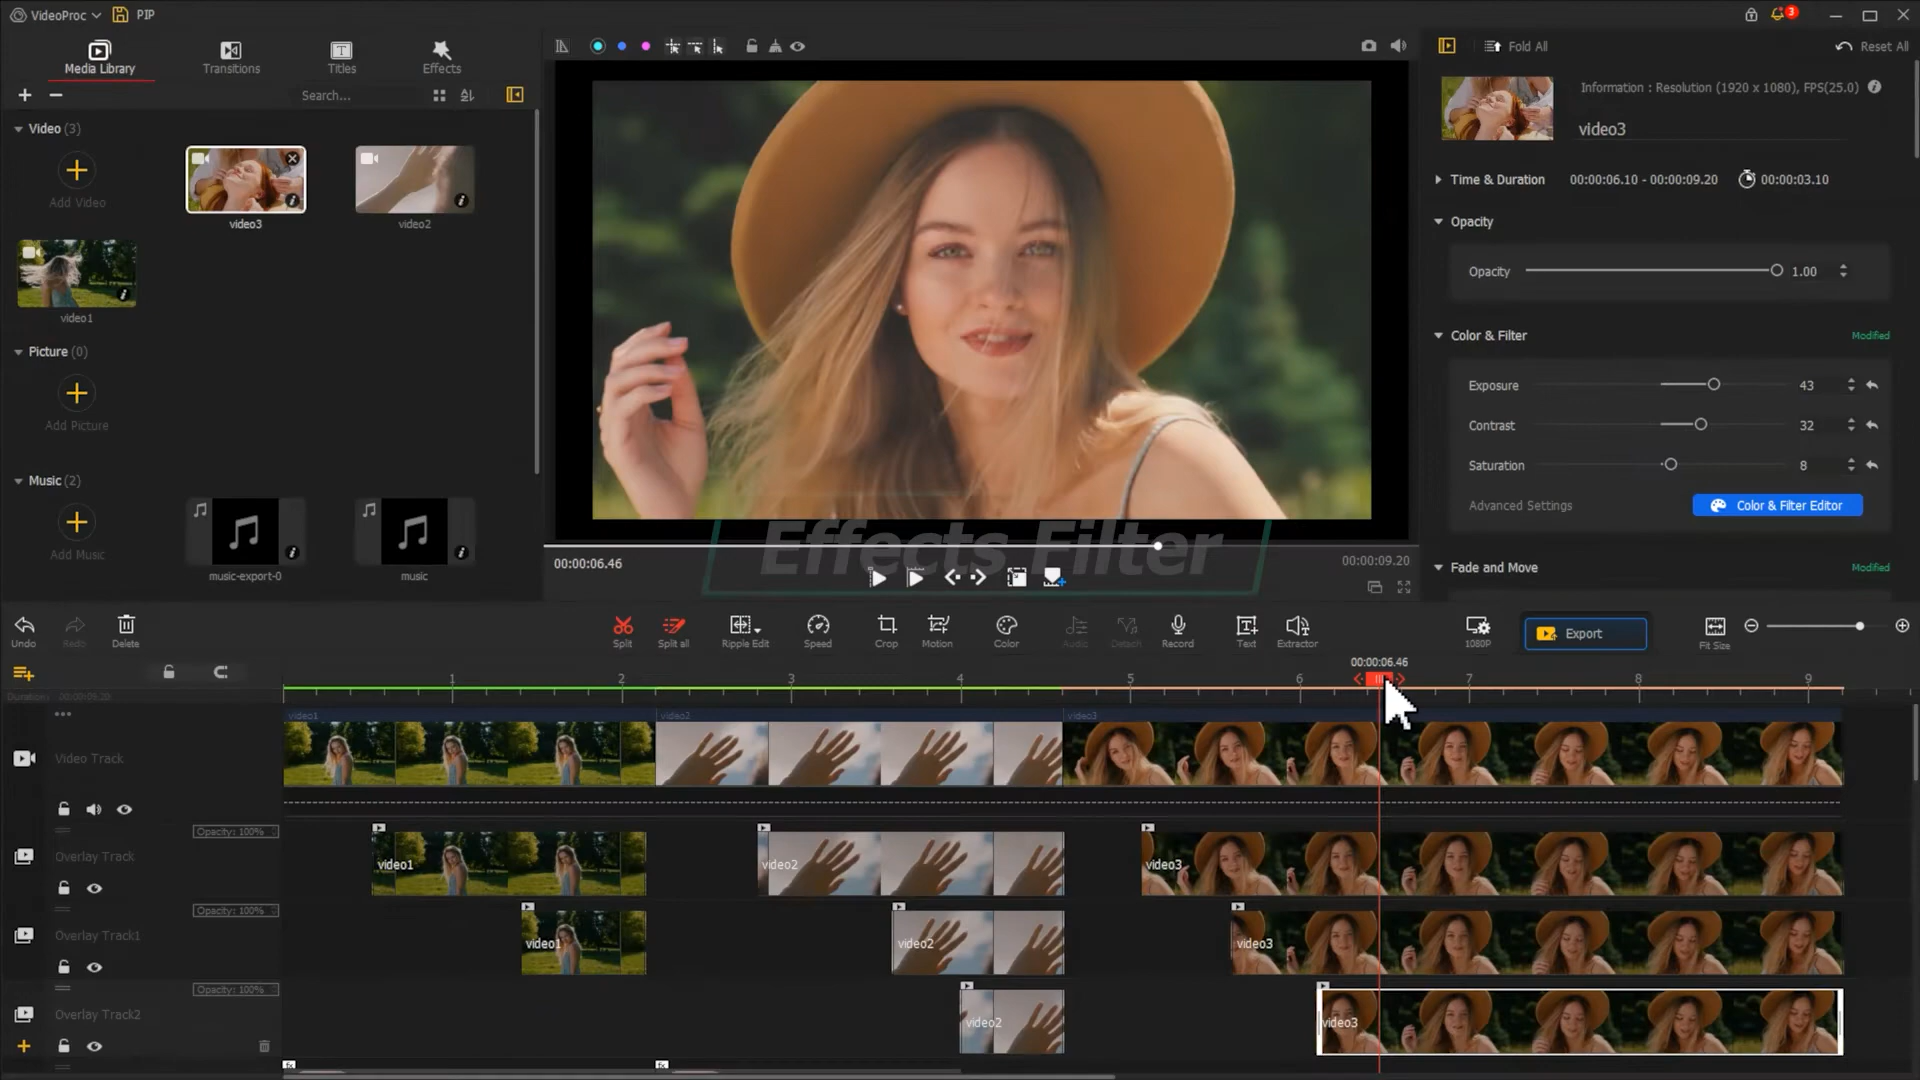 VideoProc PIP 3
Media Library Transitions Titles Effects
Search...
Fold All Reset All
Information : Resolution (1920 x 1080), FPS(25.0)
video3
Video (3)
Add Video
video3 video2
video1
Picture (0)
Add Picture
Music (2)
Add Music
music-export-0 music
Effects Filter
00:00:06.46 00:00:09.20
Time & Duration 00:00:06.10 - 00:00:09.20 00:00:03.10
Opacity
Opacity 1.00
Color & Filter Modified
Exposure 43
Contrast 32
Saturation 8
Advanced Settings Color & Filter Editor
Fade and Move Modified
Undo Redo Delete Split Split all Ripple Edit Speed Crop Motion Color Audio Detach Record Text Extractor 1080P Export Fit Size
00:00:06.46
1 2 3 4 5 6 7 8 9
Duration: 00:00:09.20
video1 video2 video3
Video Track
Opacity: 100%
Overlay Track video1 video2 video3
Opacity: 100%
Overlay Track1 video1 video2 video3
Opacity: 100%
Overlay Track2 video2 video3